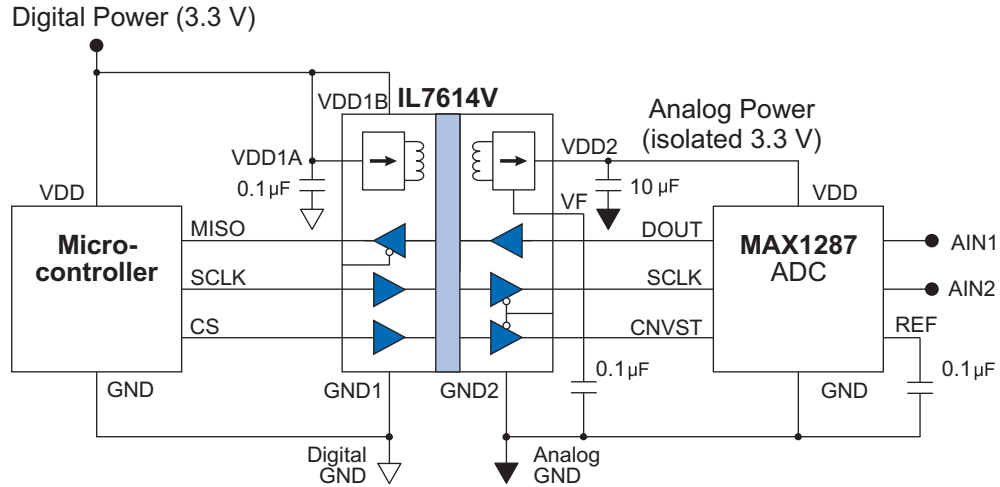 Digital Power (3.3 V)
VDD1B
IL7614V
Analog Power
(isolated 3.3 V)
VDD1A
VDD2
0.1 µF
10 µF
VDD
VF
VDD
MISO
DOUT
Micro-
controller
MAX1287
ADC
AIN1
SCLK
SCLK
AIN2
CS
CNVST
REF
0.1 µF
0.1 µF
GND
GND1
GND2
GND
Digital
GND
Analog
GND